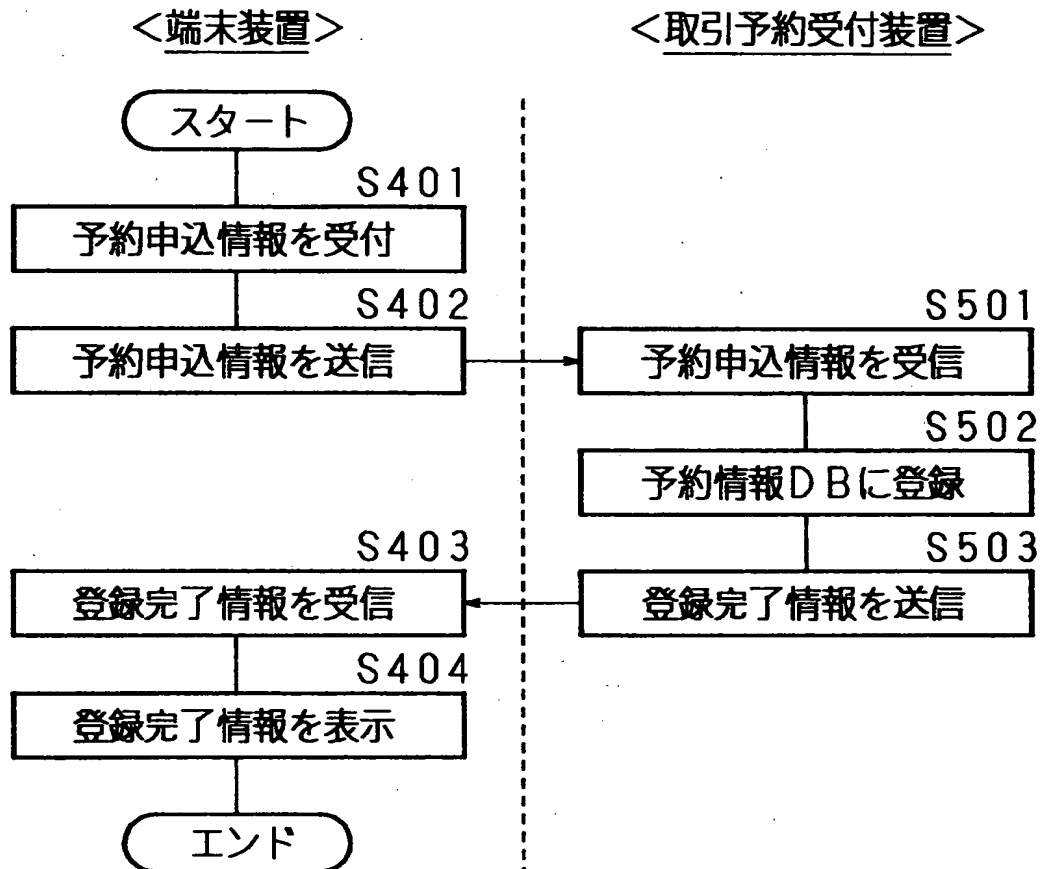 <端末装置>
<取引予約受付装置>
スタート
S401
予約申込情報を受付
S402
予約申込情報を送信
S501
予約申込情報を受信
S502
予約情報DBに登録
S503
登録完了情報を送信
S403
登録完了情報を受信
S404
登録完了情報を表示
エンド